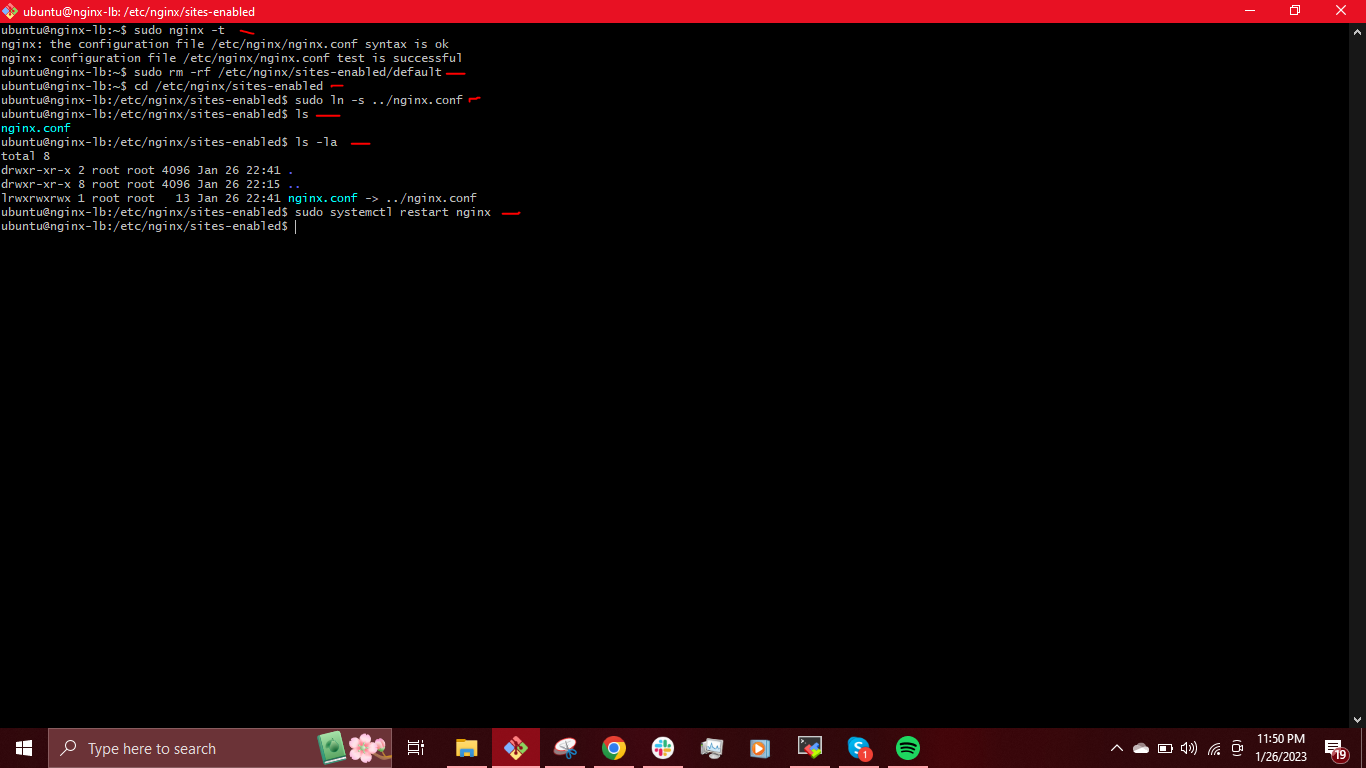 ubuntu@nginx-lb: /etc/nginx/sites-enabled
ubuntu@nginx-lb:~$ sudo nginx -t
nginx: the configuration file /etc/nginx/nginx.conf syntax is ok
nginx: configuration file /etc/nginx/nginx.conf test is successful
ubuntu@nginx-lb:~$ sudo rm -rf /etc/nginx/sites-enabled/default
ubuntu@nginx-lb:~$ cd /etc/nginx/sites-enabled
ubuntu@nginx-lb:/etc/nginx/sites-enabled$ sudo ln -s ../nginx.conf
ubuntu@nginx-lb:/etc/nginx/sites-enabled$ ls
nginx.conf
ubuntu@nginx-lb:/etc/nginx/sites-enabled$ ls -la
total 8
drwxr-xr-x 2 root root 4096 Jan 26 22:41 .
drwxr-xr-x 8 root root 4096 Jan 26 22:15 ..
lrwxrwxrwx 1 root root   13 Jan 26 22:41 nginx.conf -> ../nginx.conf
ubuntu@nginx-lb:/etc/nginx/sites-enabled$ sudo systemctl restart nginx
ubuntu@nginx-lb:/etc/nginx/sites-enabled$
Type here to search
1
11:50 PM
1/26/2023
19